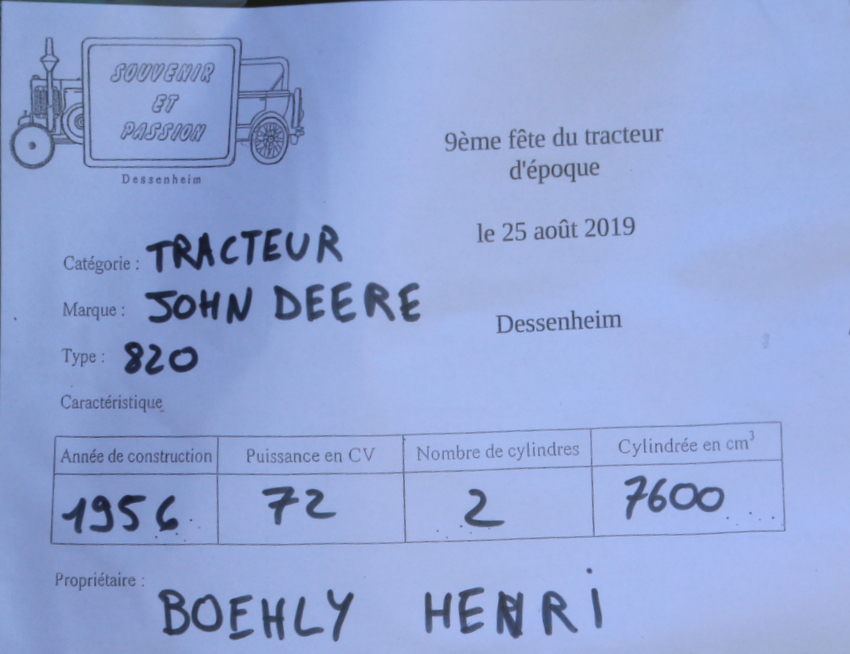 SOUVENIR
ET
PASSION
Dessenheim
9ème fête du tracteur
d'époque
le 25 août 2019
Dessenheim
Catégorie : TRACTEUR
Marque : JOHN DEERE
Type : 820
Caractéristique
Année de construction Puissance en CV Nombre de cylindres Cylindrée en cm³
1956 72 2 7600
Propriétaire : BOEHLY HENRI